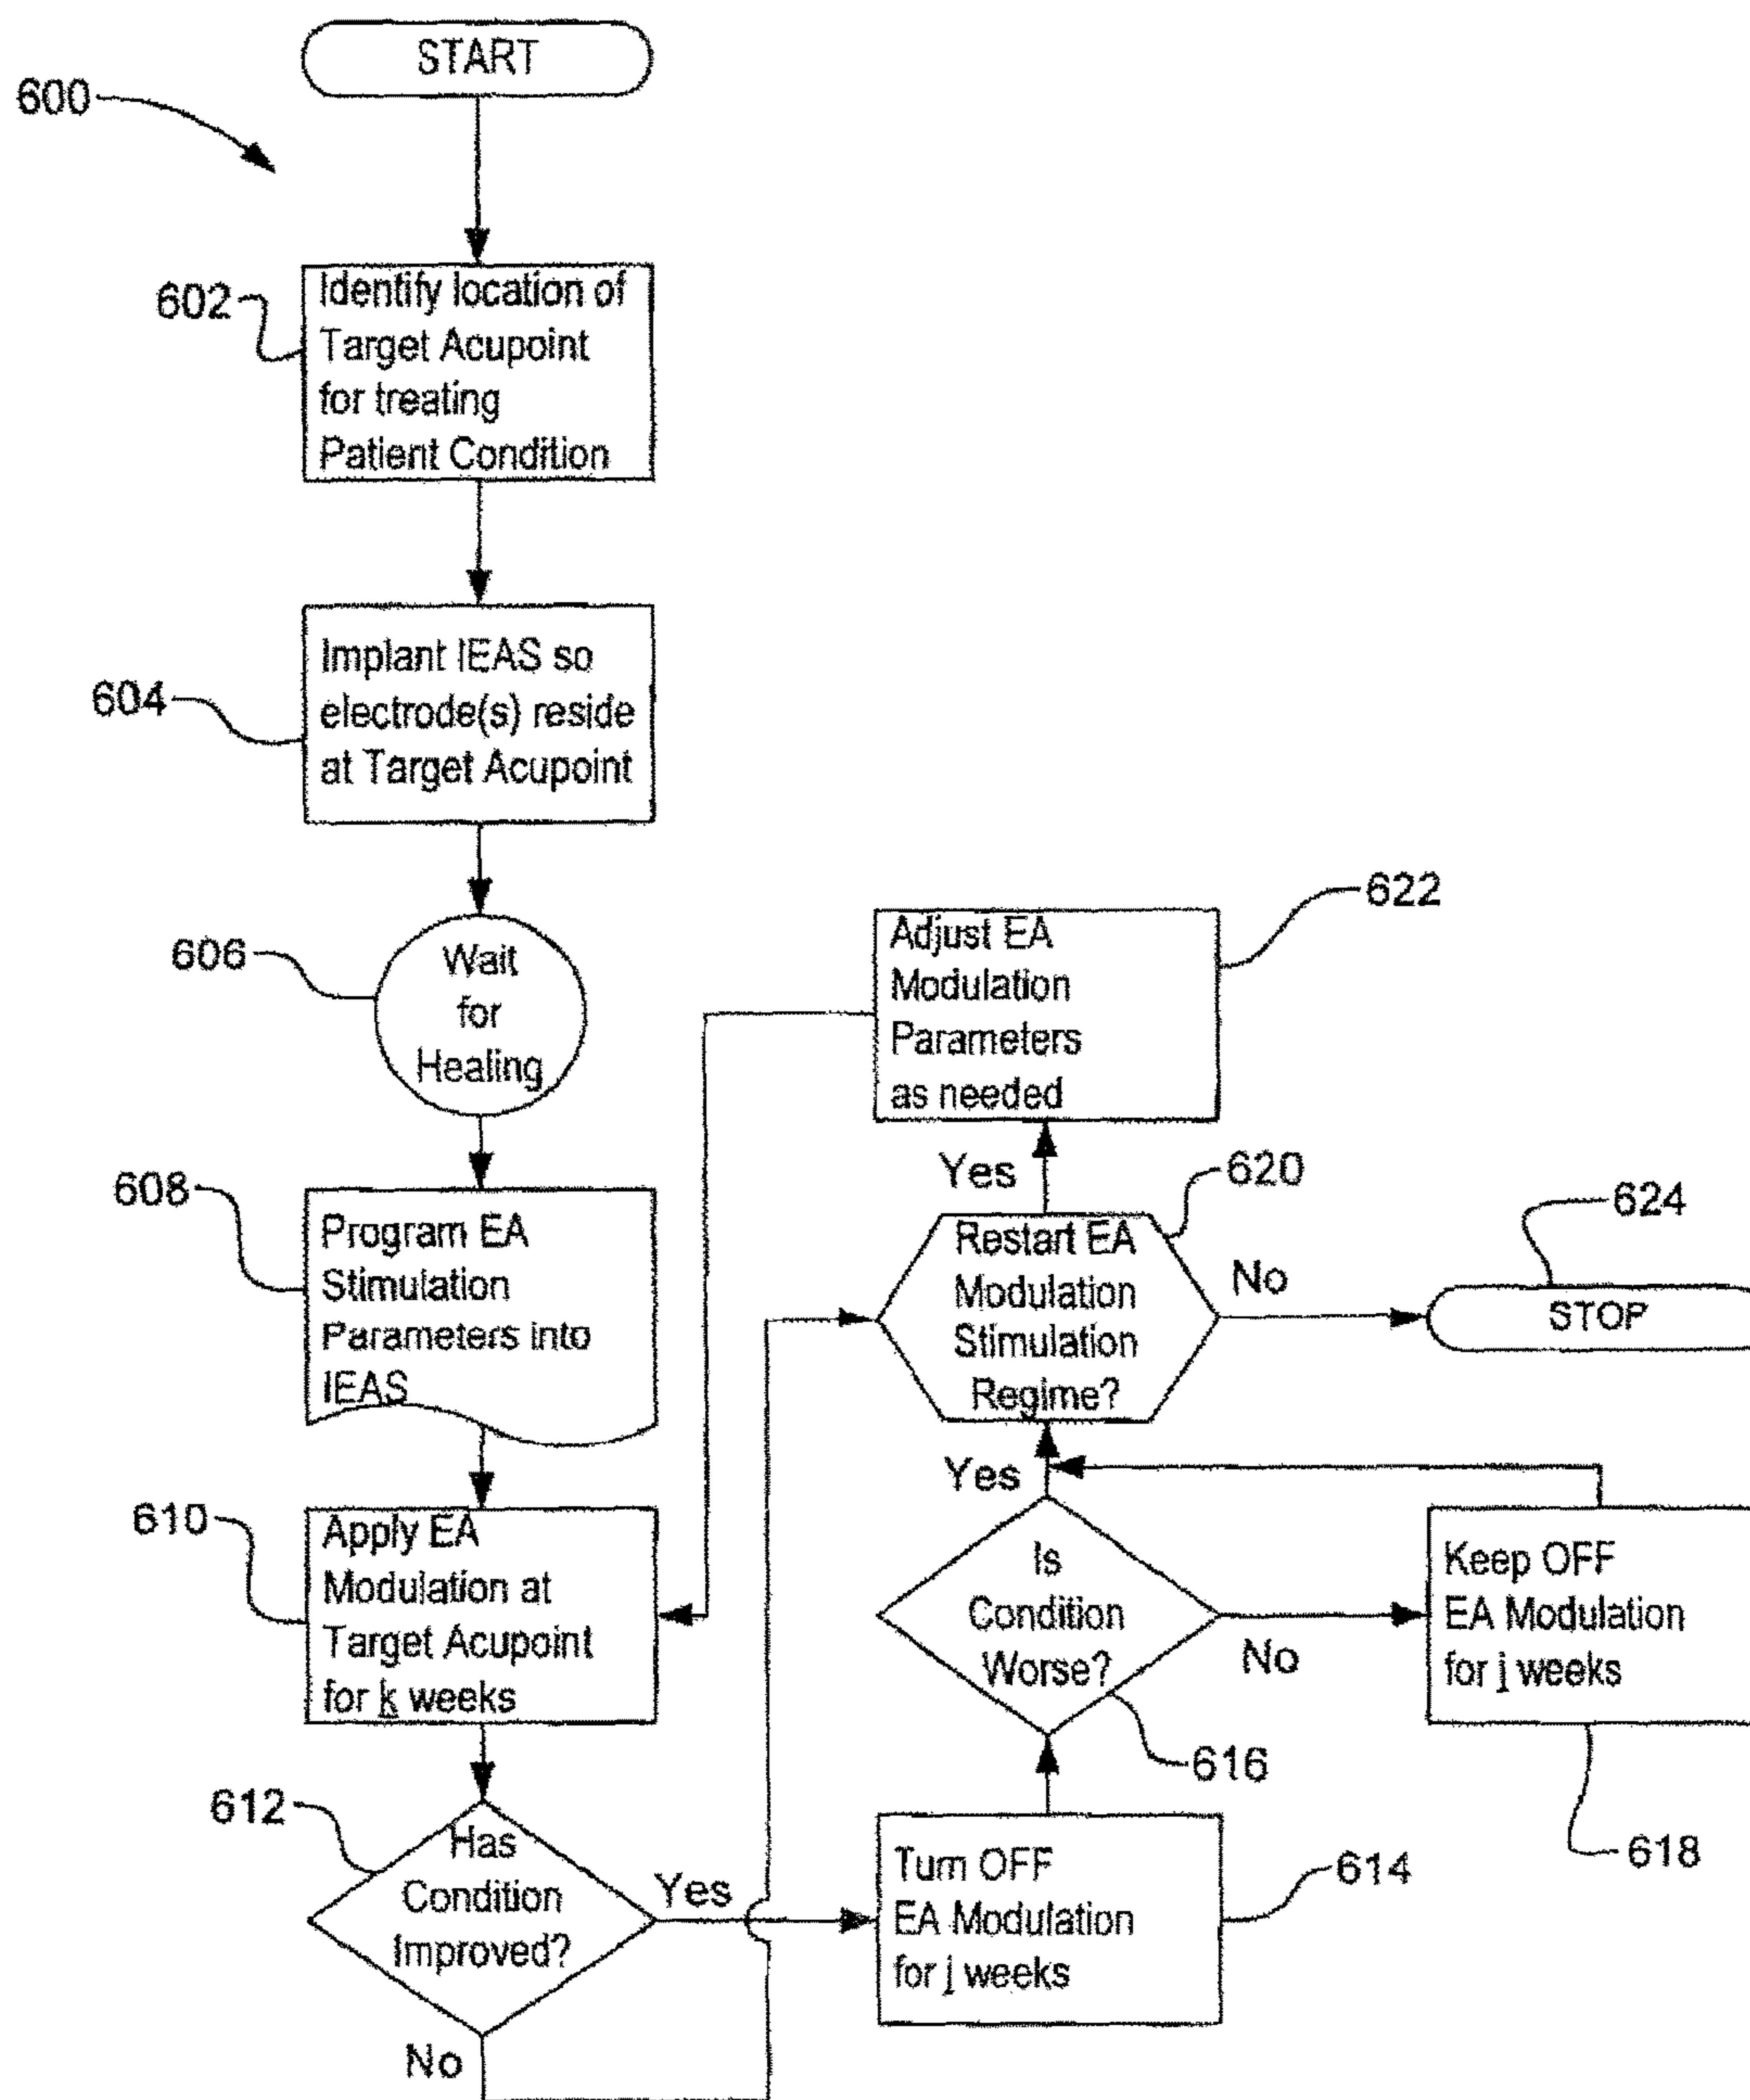 START
600
602
Identify location of
Target Acupoint
for treating
Patient Condition
604
Implant IEAS so
electrode(s) reside
at Target Acupoint
606
Wait
for
Healing
608
Program EA
Stimulation
Parameters into
IEAS
610
Apply EA
Modulation at
Target Acupoint
for k weeks
612
Has
Condition
Improved?
Yes
No
614
Turn OFF
EA Modulation
for j weeks
616
Is
Condition
Worse?
Yes
No
618
Keep OFF
EA Modulation
for j weeks
620
Restart EA
Modulation
Stimulation
Regime?
Yes
No
622
Adjust EA
Modulation
Parameters
as needed
624
STOP